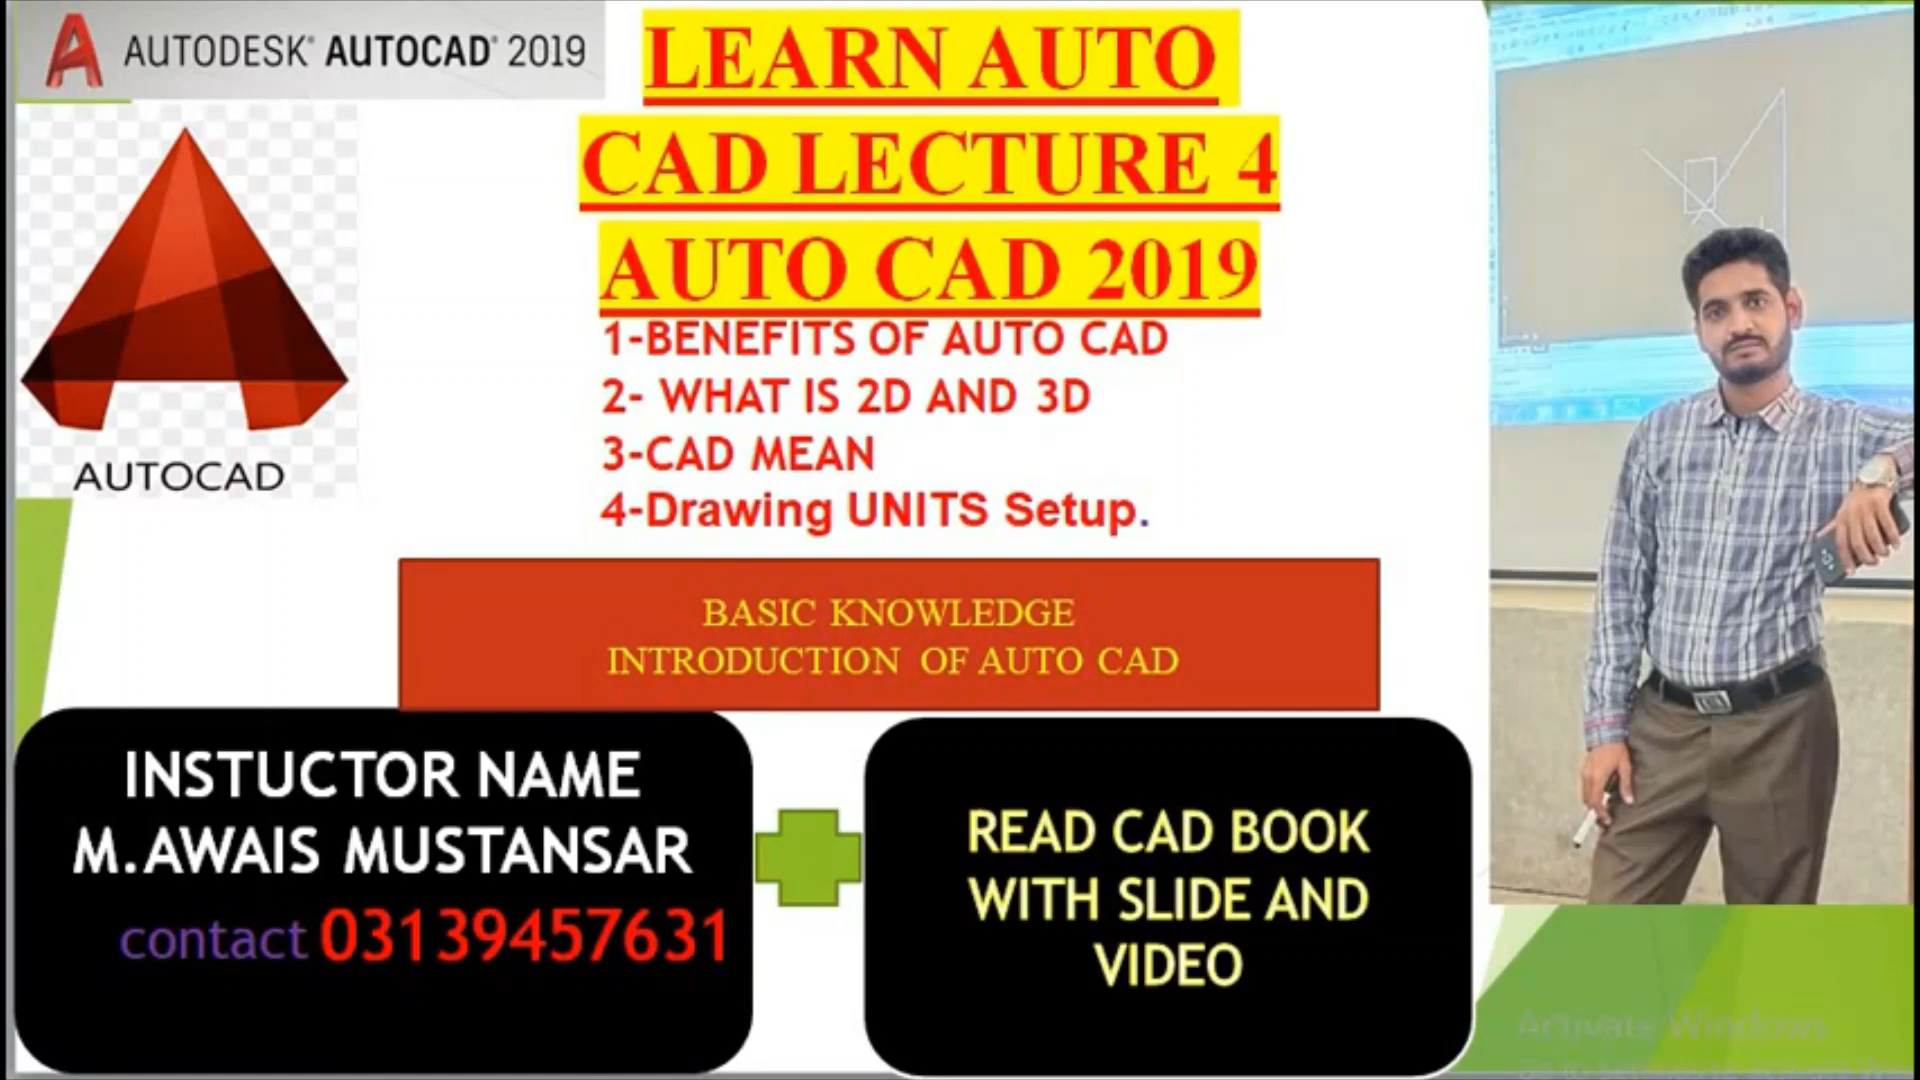 AUTODESK® AUTOCAD® 2019
LEARN AUTO
CAD LECTURE 4
AUTO CAD 2019
1-BENEFITS OF AUTO CAD
2- WHAT IS 2D AND 3D
3-CAD MEAN
4-Drawing UNITS Setup.
AUTOCAD
BASIC KNOWLEDGE
INTRODUCTION OF AUTO CAD
INSTUCTOR NAME
M.AWAIS MUSTANSAR
contact 03139457631
READ CAD BOOK
WITH SLIDE AND
VIDEO
Activate Windows